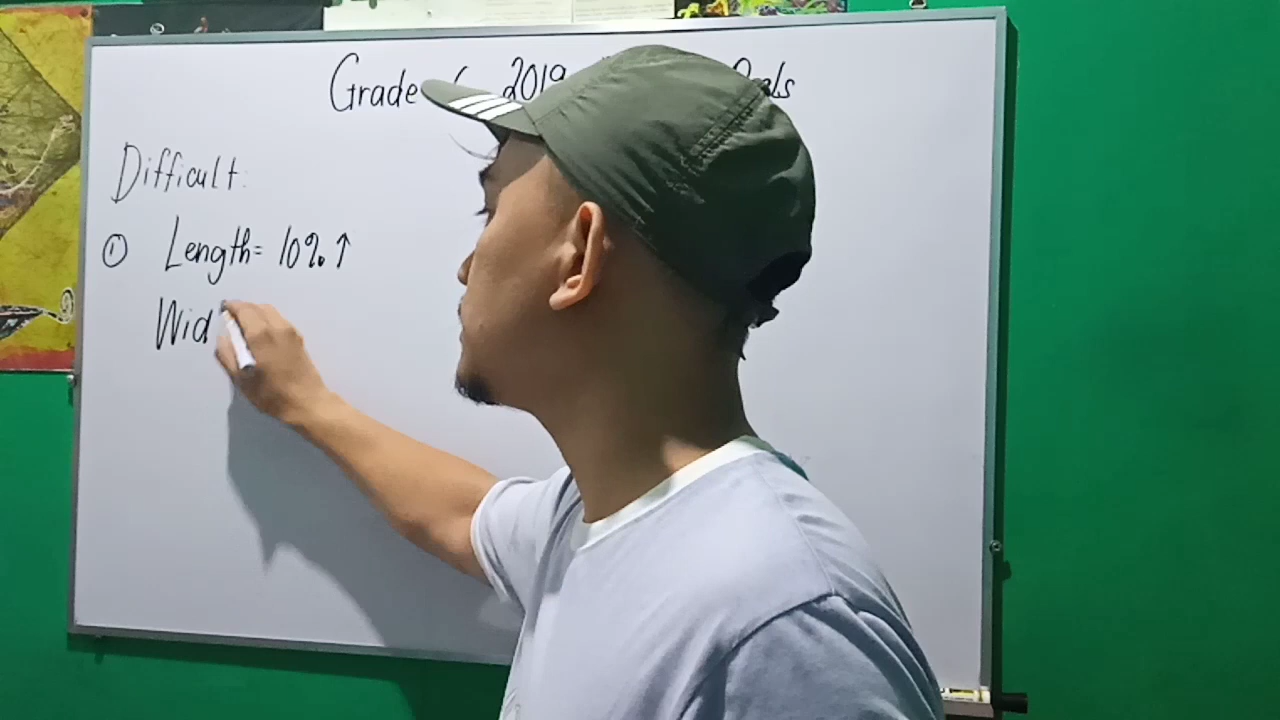 Grade 2019
Difficult:
① Length= 10% ↑
Wid